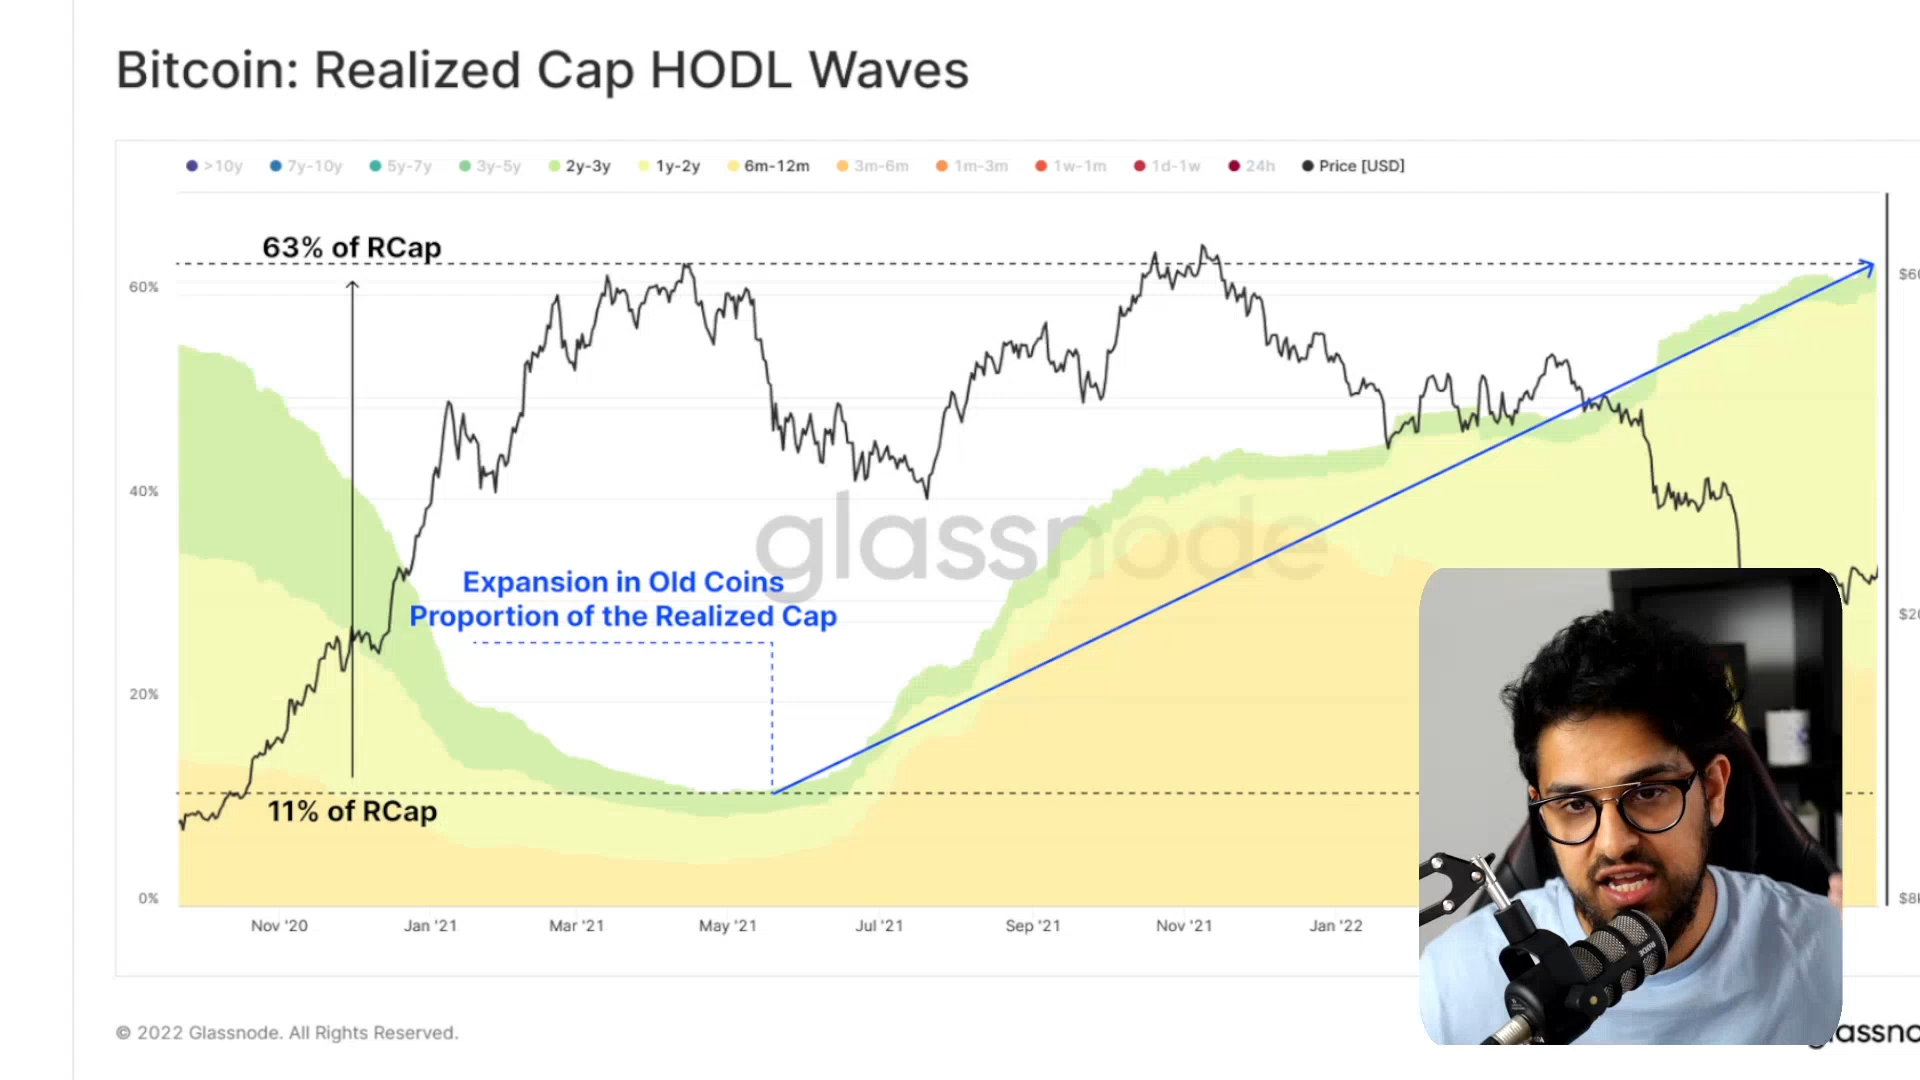 Bitcoin: Realized Cap HODL Waves
>10y 7y-10y 5y-7y 3y-5y 2y-3y 1y-2y 6m-12m 3m-6m 1m-3m 1w-1m 1d-1w 24h Price [USD]
63% of RCap
60%
40%
glassnode
Expansion in Old Coins
Proportion of the Realized Cap
20%
11% of RCap
0%
Nov '20 Jan '21 Mar '21 May '21 Jul '21 Sep '21 Nov '21 Jan '22
© 2022 Glassnode. All Rights Reserved.